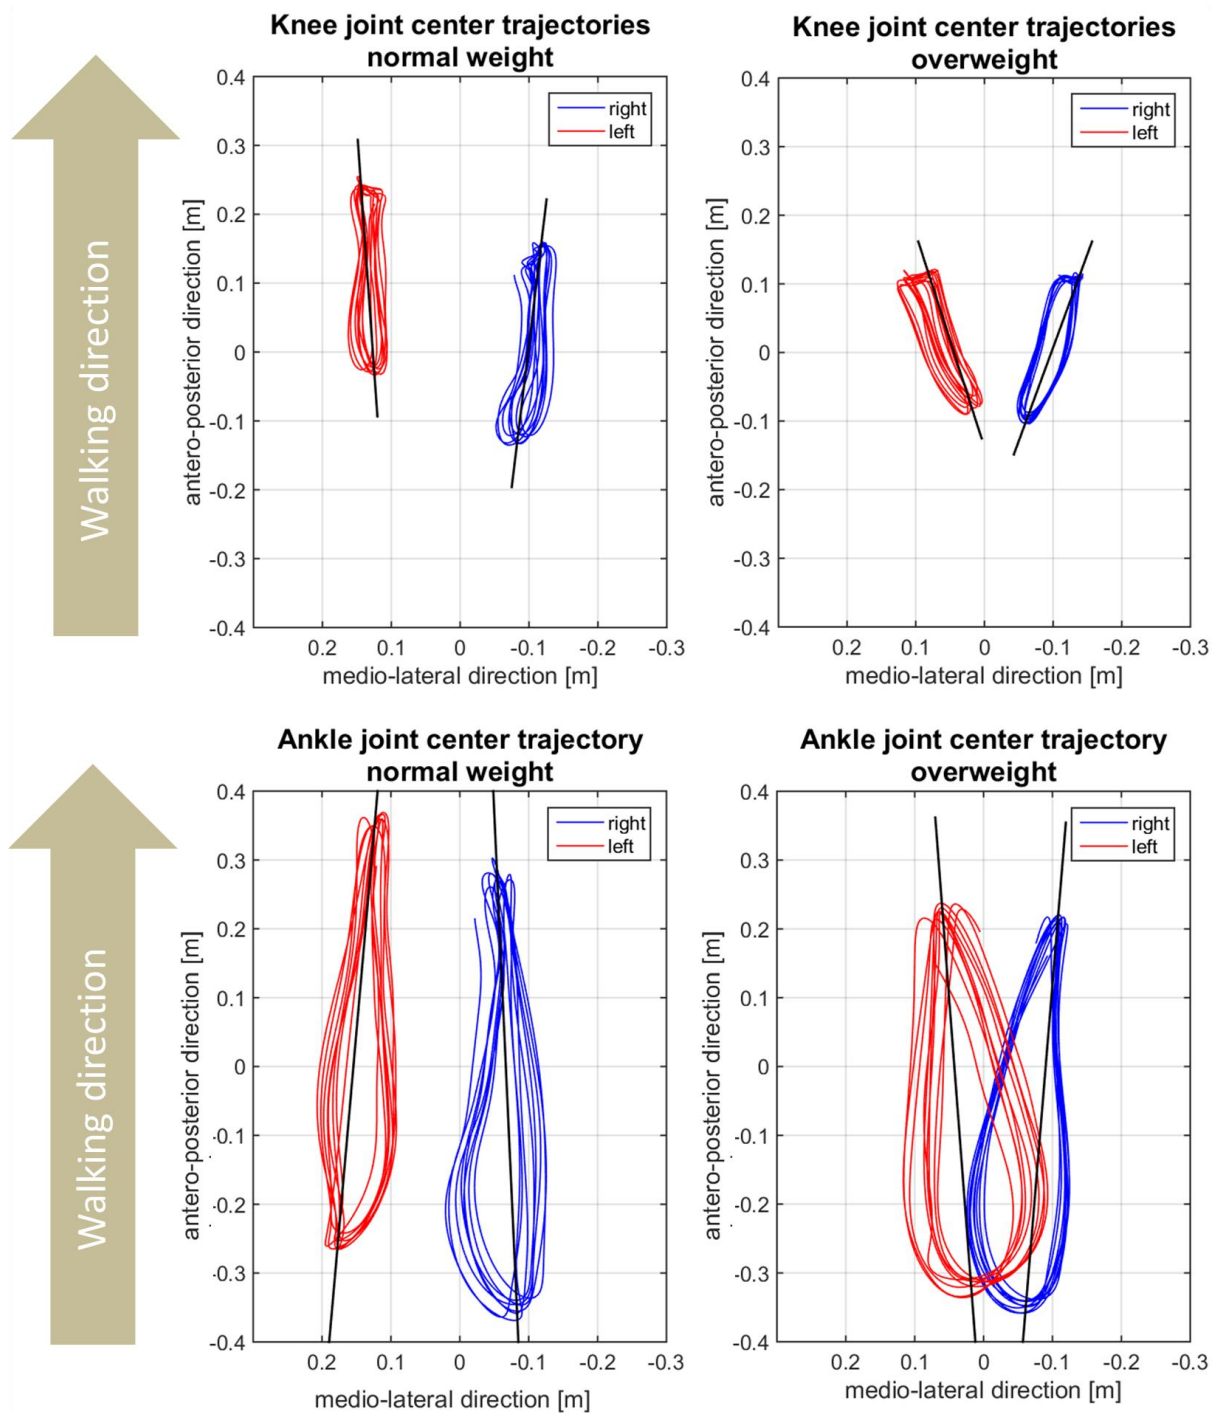 Knee joint center trajectories
normal weight
Walking direction
antero-posterior direction [m]
0.4
0.3
0.2
0.1
0
-0.1
-0.2
-0.3
-0.4
right
left
0.2 0.1 0 -0.1 -0.2 -0.3
medio-lateral direction [m]
Knee joint center trajectories
overweight
antero-posterior direction [m]
0.4
0.3
0.2
0.1
0
-0.1
-0.2
-0.3
-0.4
right
left
0.2 0.1 0 -0.1 -0.2 -0.3
medio-lateral direction [m]
Ankle joint center trajectory
normal weight
Walking direction
antero-posterior direction [m]
0.4
0.3
0.2
0.1
0
-0.1
-0.2
-0.3
-0.4
right
left
0.2 0.1 0 -0.1 -0.2 -0.3
medio-lateral direction [m]
Ankle joint center trajectory
overweight
antero-posterior direction [m]
0.4
0.3
0.2
0.1
0
-0.1
-0.2
-0.3
-0.4
right
left
0.2 0.1 0 -0.1 -0.2 -0.3
medio-lateral direction [m]